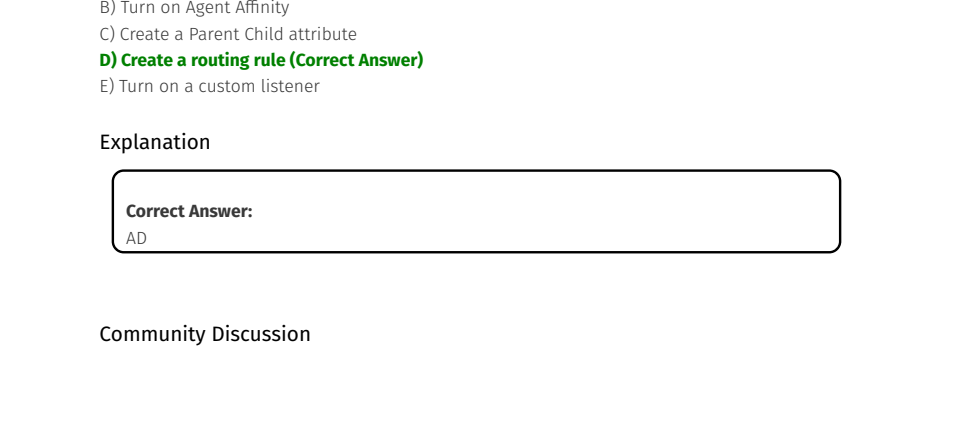 B) Turn on Agent Affinity
C) Create a Parent Child attribute
D) Create a routing rule (Correct Answer)
E) Turn on a custom listener
Explanation
Correct Answer:
AD
Community Discussion